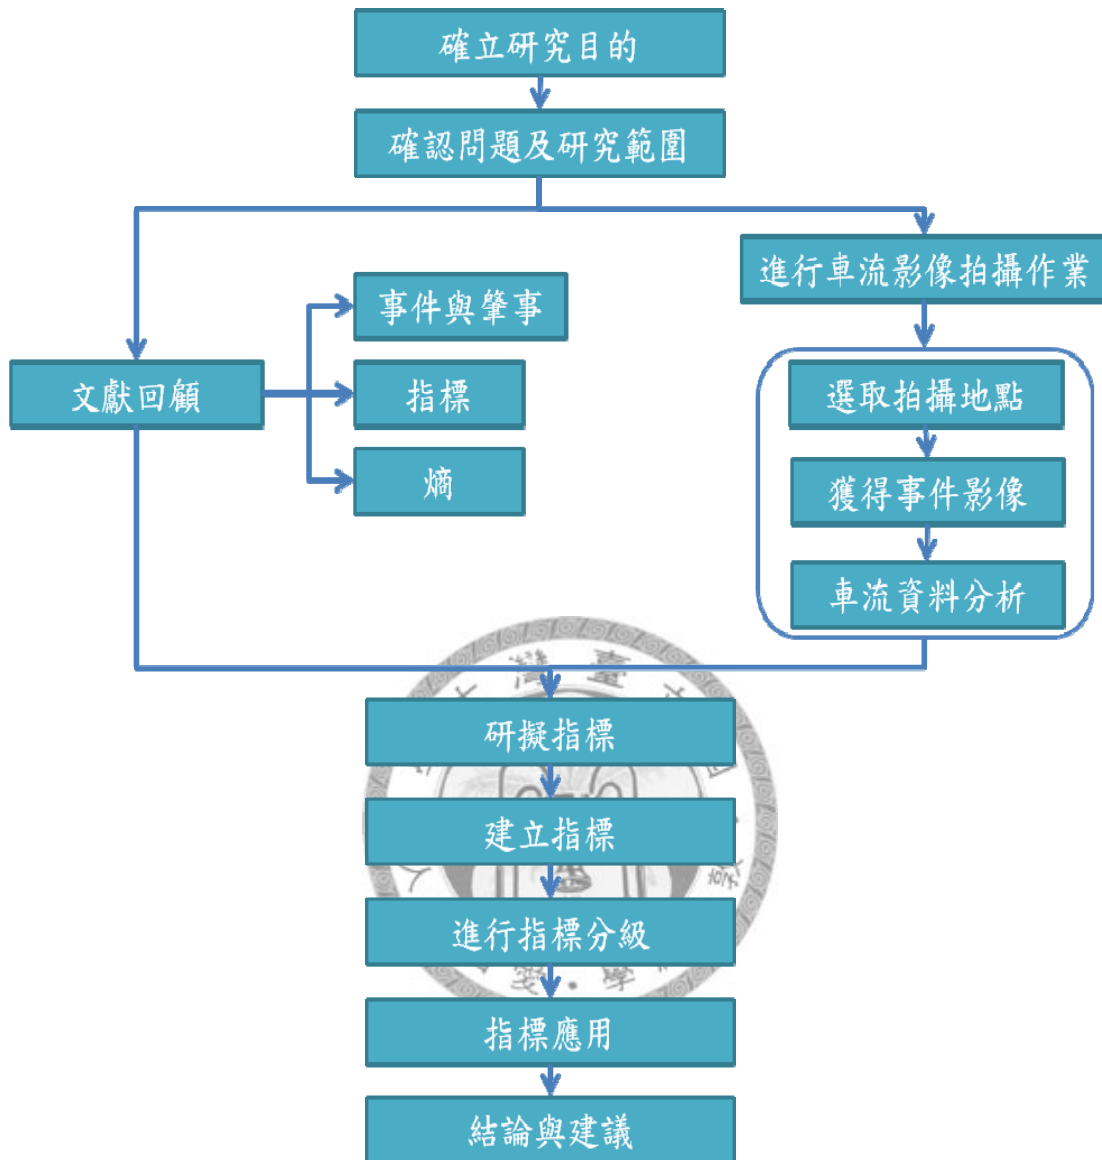 確立研究目的
確認問題及研究範圍
進行車流影像拍攝作業
事件與肇事
文獻回顧
指標
熵
選取拍攝地點
獲得事件影像
車流資料分析
研擬指標
建立指標
進行指標分級
指標應用
結論與建議